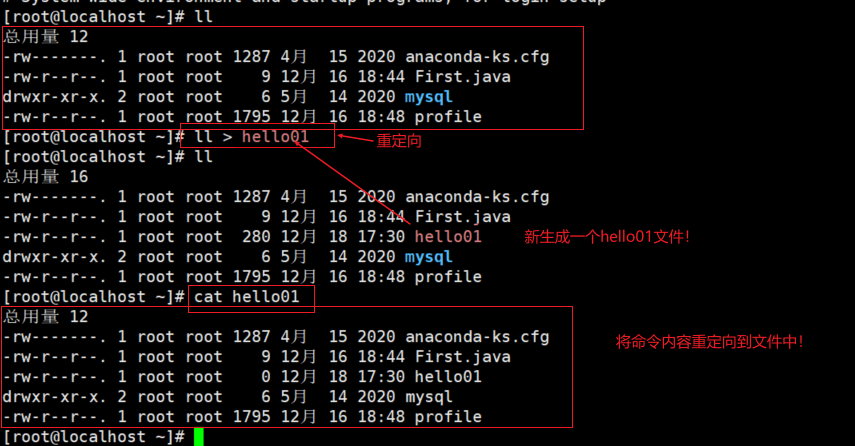 # System wide environment and startup programs, for login setup
[root@localhost ~]# ll
总用量 12
-rw-------. 1 root root 1287 4月   15 2020 anaconda-ks.cfg
-rw-r--r--. 1 root root    9 12月  16 18:44 First.java
drwxr-xr-x. 2 root root    6 5月   14 2020 mysql
-rw-r--r--. 1 root root 1795 12月  16 18:48 profile
[root@localhost ~]# ll > hello01
重定向
[root@localhost ~]# ll
总用量 16
-rw-------. 1 root root 1287 4月   15 2020 anaconda-ks.cfg
-rw-r--r--. 1 root root    9 12月  16 18:44 First.java
-rw-r--r--. 1 root root  280 12月  18 17:30 hello01
新生成一个hello01文件!
drwxr-xr-x. 2 root root    6 5月   14 2020 mysql
-rw-r--r--. 1 root root 1795 12月  16 18:48 profile
[root@localhost ~]# cat hello01
总用量 12
-rw-------. 1 root root 1287 4月   15 2020 anaconda-ks.cfg
将命令内容重定向到文件中!
-rw-r--r--. 1 root root    9 12月  16 18:44 First.java
-rw-r--r--. 1 root root    0 12月  18 17:30 hello01
drwxr-xr-x. 2 root root    6 5月   14 2020 mysql
-rw-r--r--. 1 root root 1795 12月  16 18:48 profile
[root@localhost ~]#